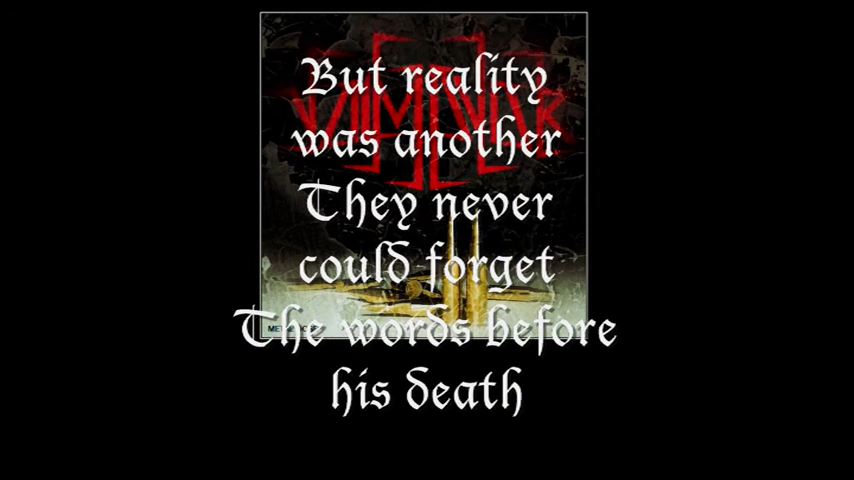 But reality
was another
They never
could forget
The words before
his death